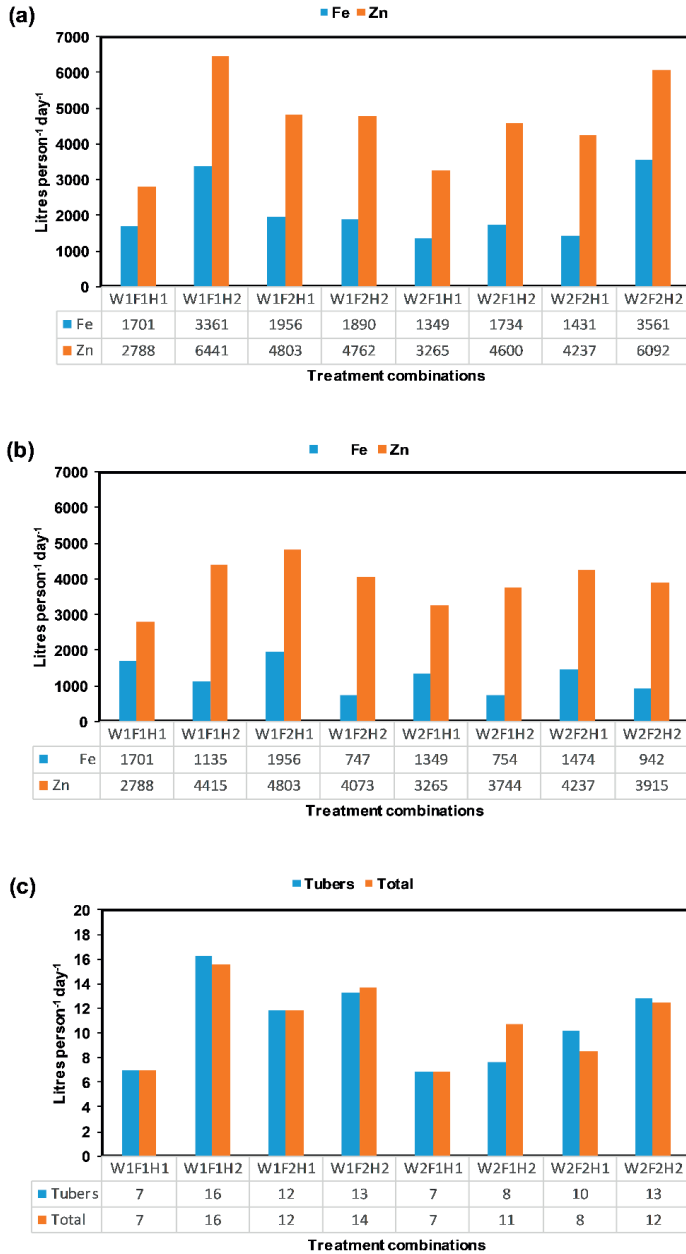 (a)
Fe Zn
Litres person-1 day-1
7000
6000
5000
4000
3000
2000
1000
0
W1F1H1 W1F1H2 W1F2H1 W1F2H2 W2F1H1 W2F1H2 W2F2H1 W2F2H2
Fe 1701 3361 1956 1890 1349 1734 1431 3561
Zn 2788 6441 4803 4762 3265 4600 4237 6092
Treatment combinations
(b)
Fe Zn
Litres person-1 day-1
7000
6000
5000
4000
3000
2000
1000
0
W1F1H1 W1F1H2 W1F2H1 W1F2H2 W2F1H1 W2F1H2 W2F2H1 W2F2H2
Fe 1701 1135 1956 747 1349 754 1474 942
Zn 2788 4415 4803 4073 3265 3744 4237 3915
Treatment combinations
(c)
Tubers Total
Litres person-1 day-1
20
18
16
14
12
10
8
6
4
2
0
W1F1H1 W1F1H2 W1F2H1 W1F2H2 W2F1H1 W2F1H2 W2F2H1 W2F2H2
Tubers 7 16 12 13 7 8 10 13
Total 7 16 12 14 7 11 8 12
Treatment combinations